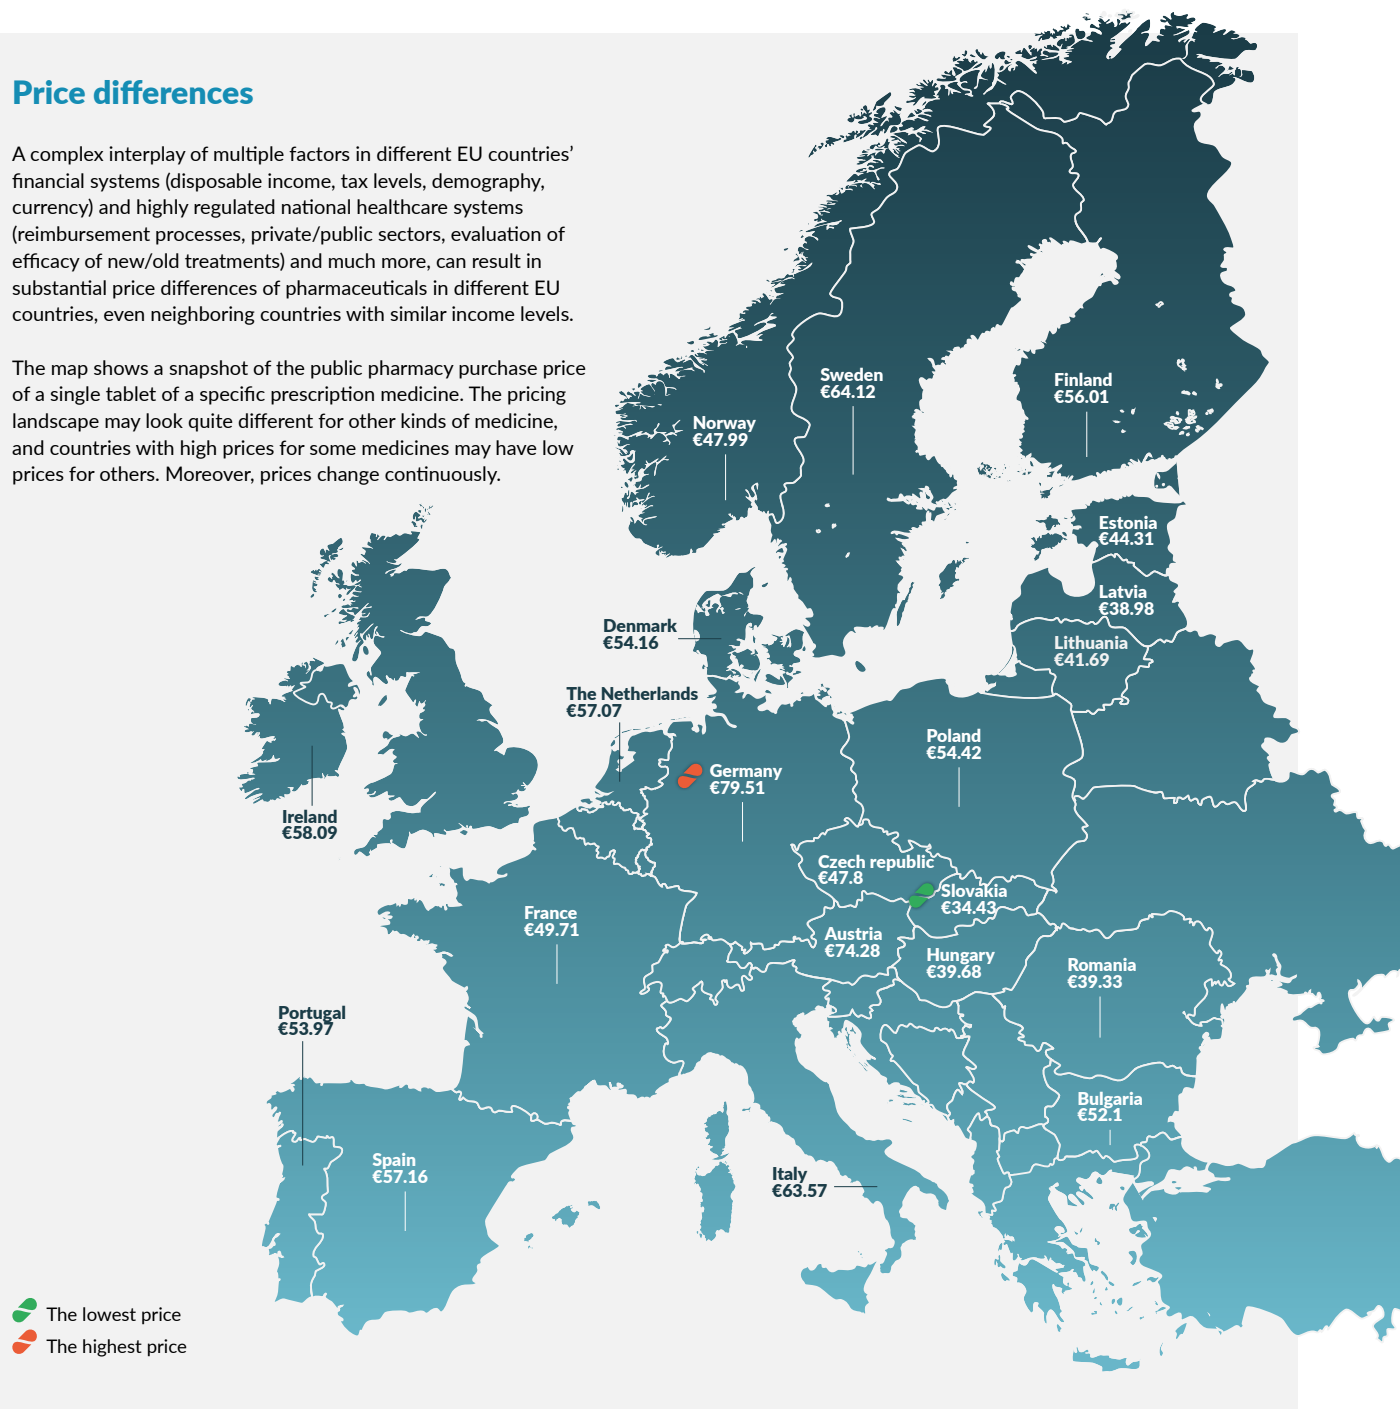 Price differences
A complex interplay of multiple factors in different EU countries’
financial systems (disposable income, tax levels, demography,
currency) and highly regulated national healthcare systems
(reimbursement processes, private/public sectors, evaluation of
efficacy of new/old treatments) and much more, can result in
substantial price differences of pharmaceuticals in different EU
countries, even neighboring countries with similar income levels.
The map shows a snapshot of the public pharmacy purchase price
of a single tablet of a specific prescription medicine. The pricing
landscape may look quite different for other kinds of medicine,
and countries with high prices for some medicines may have low
prices for others. Moreover, prices change continuously.
Sweden
€64.12
Finland
€56.01
Norway
€47.99
Estonia
€44.31
Latvia
€38.98
Denmark
€54.16
Lithuania
€41.69
The Netherlands
€57.07
Poland
€54.42
Germany
€79.51
Ireland
€58.09
Czech republic
€47.8
Slovakia
€34.43
France
€49.71
Austria
€74.28
Hungary
€39.68
Romania
€39.33
Portugal
€53.97
Bulgaria
€52.1
Spain
€57.16
Italy
€63.57
The lowest price
The highest price